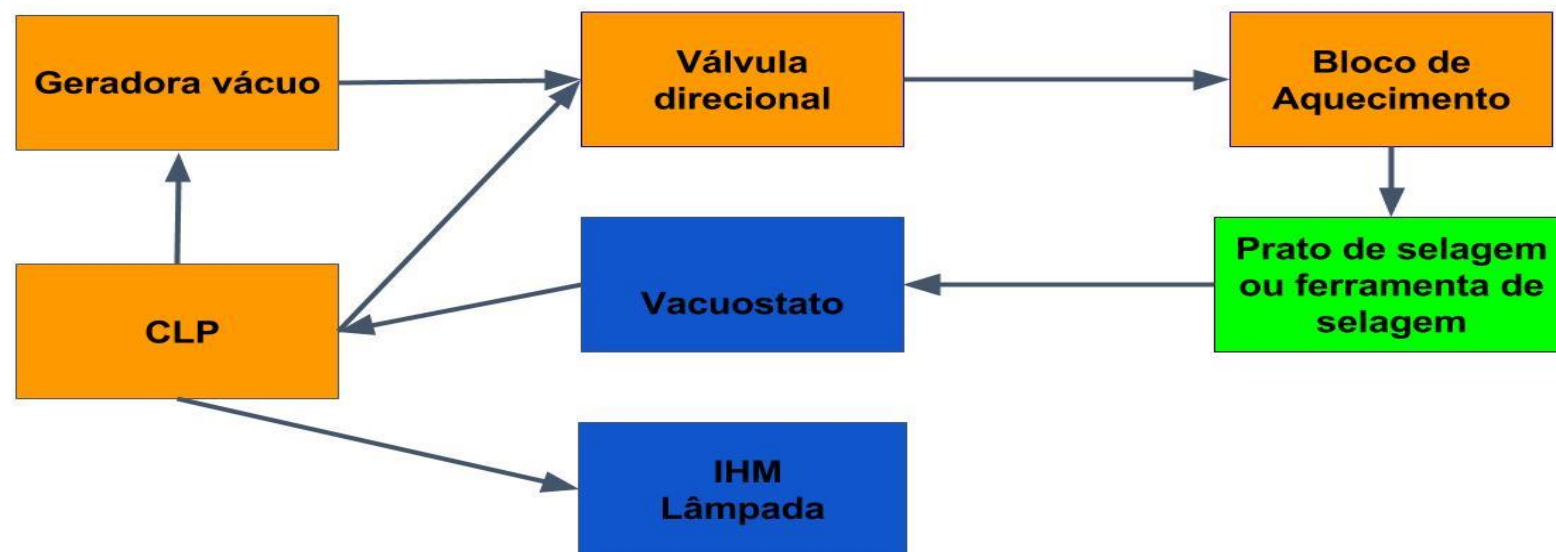 Geradora vácuo
Válvula
direcional
Bloco de
Aquecimento
CLP
Vacuostato
Prato de selagem
ou ferramenta de
selagem
IHM
Lâmpada